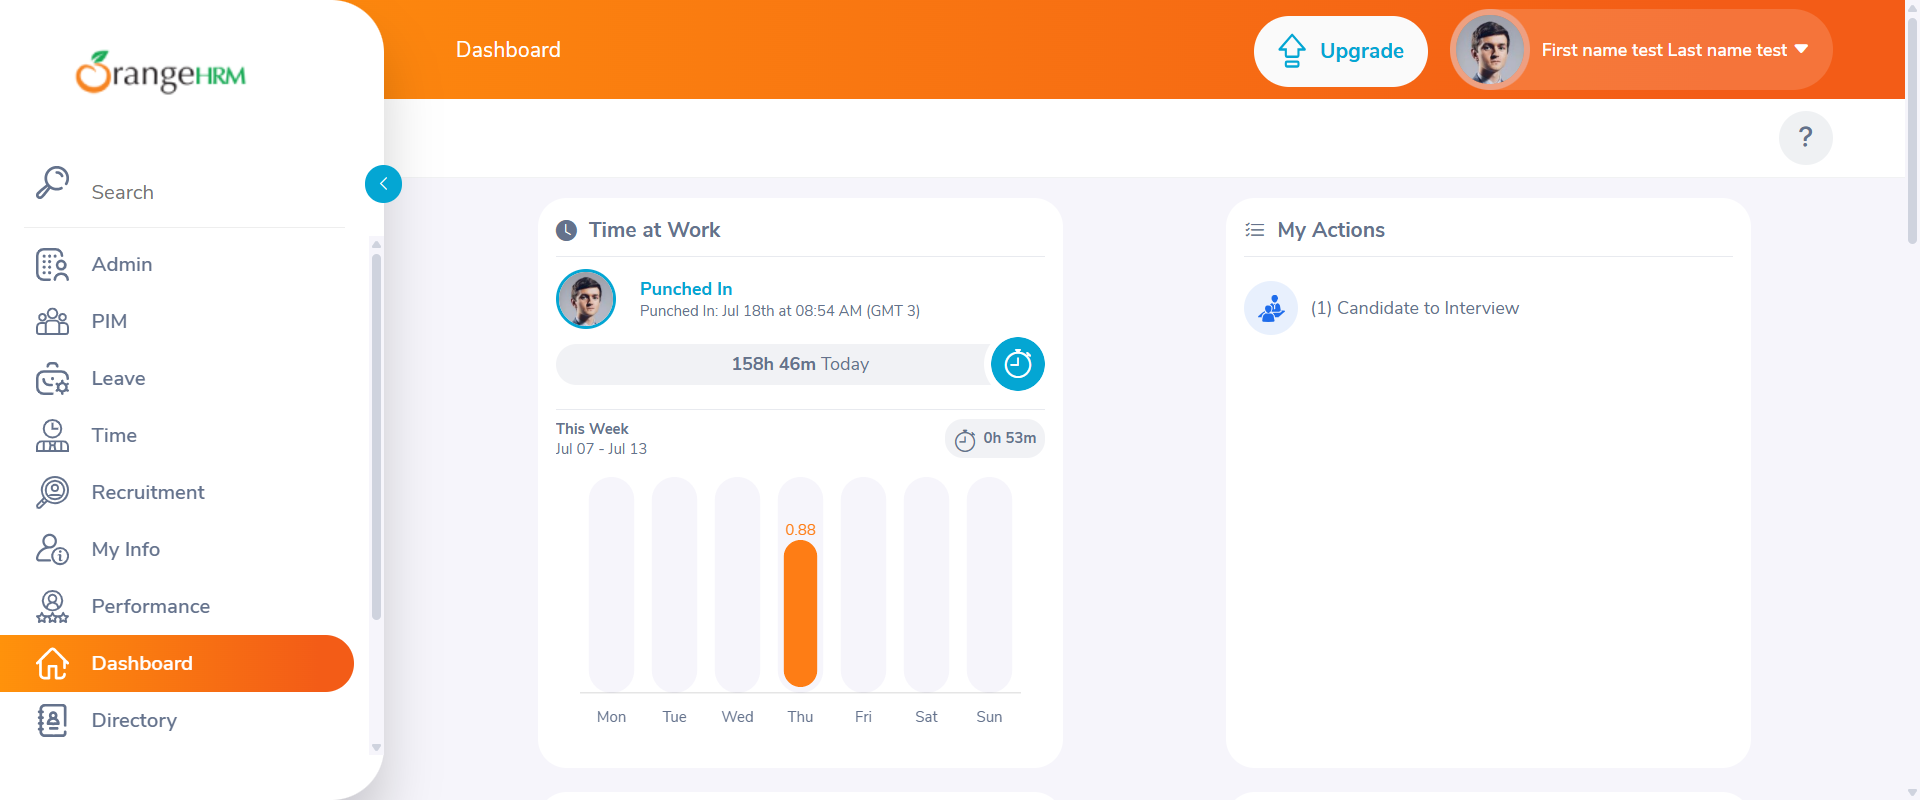 OrangeHRM
Search
Admin
PIM
Leave
Time
Recruitment
My Info
Performance
Dashboard
Directory
Dashboard
Upgrade
First name test Last name test
?
Time at Work
Punched In
Punched In: Jul 18th at 08:54 AM (GMT 3)
158h 46m Today
This Week
Jul 07 - Jul 13
0h 53m
0.88
Mon Tue Wed Thu Fri Sat Sun
My Actions
(1) Candidate to Interview